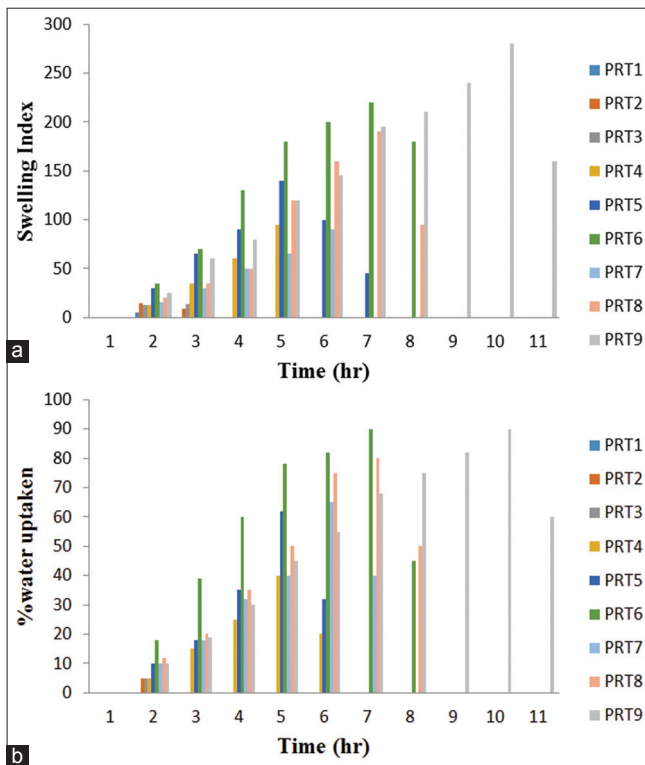 300
250
200
150
100
50
0
Swelling Index
1 2 3 4 5 6 7 8 9 10 11
Time (hr)
PRT1
PRT2
PRT3
PRT4
PRT5
PRT6
PRT7
PRT8
PRT9
a
100
90
80
70
60
50
40
30
20
10
0
%water uptaken
1 2 3 4 5 6 7 8 9 10 11
Time (hr)
PRT1
PRT2
PRT3
PRT4
PRT5
PRT6
PRT7
PRT8
PRT9
b